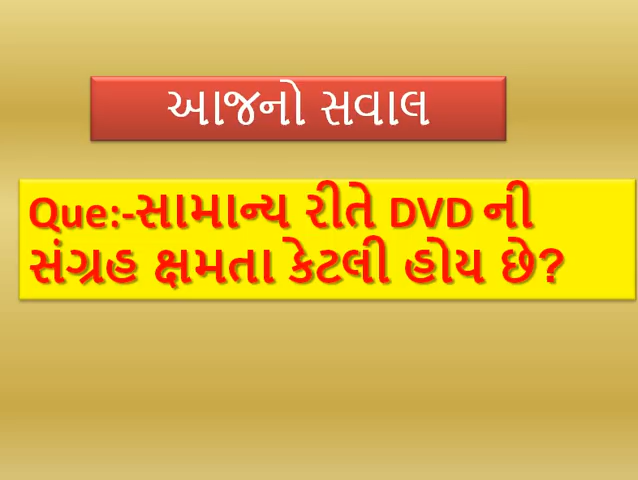 આજનો સવાલ
Que:-સામાન્ય રીતે DVD ની
સંગ્રહ ક્ષમતા કેટલી હોય છે?